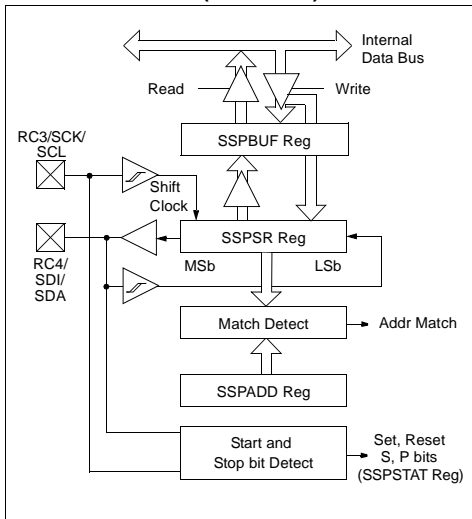 Internal
Data Bus
Read
Write
RC3/SCK/
SCL
SSPBUF Reg
Shift
Clock
SSPSR Reg
MSb
LSb
RC4/
SDI/
SDA
Match Detect
Addr Match
SSPADD Reg
Start and
Stop bit Detect
Set, Reset
S, P bits
(SSPSTAT Reg)